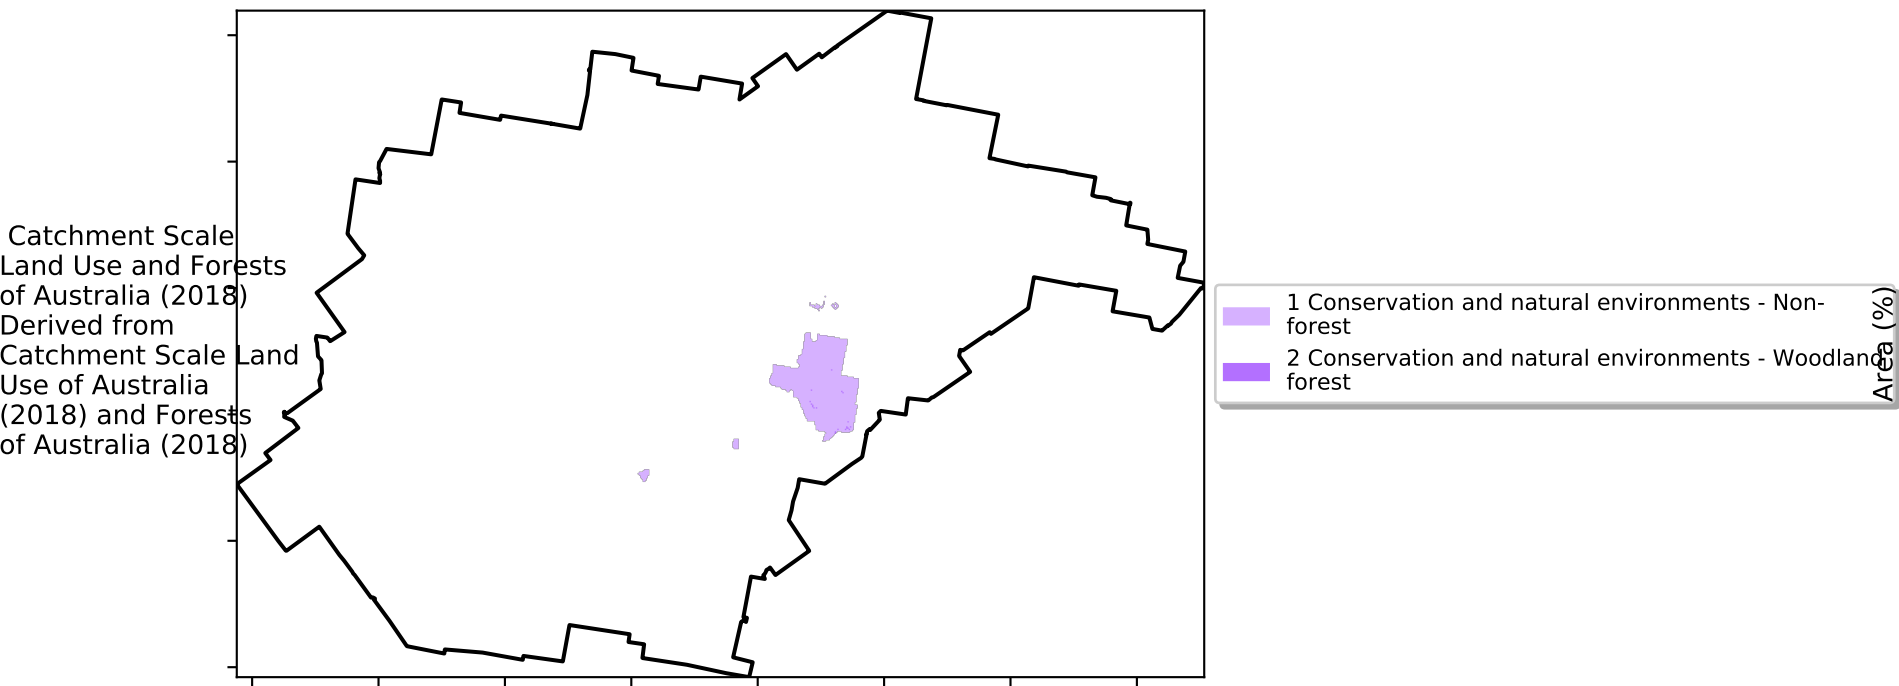 Catchment Scale
Land Use and Forests
of Australia (2018)
Derived from
Catchment Scale Land
Use of Australia
(2018) and Forests
of Australia (2018)
1 Conservation and natural environments - Non-
forest
2 Conservation and natural environments - Woodland
forest
Area (%)